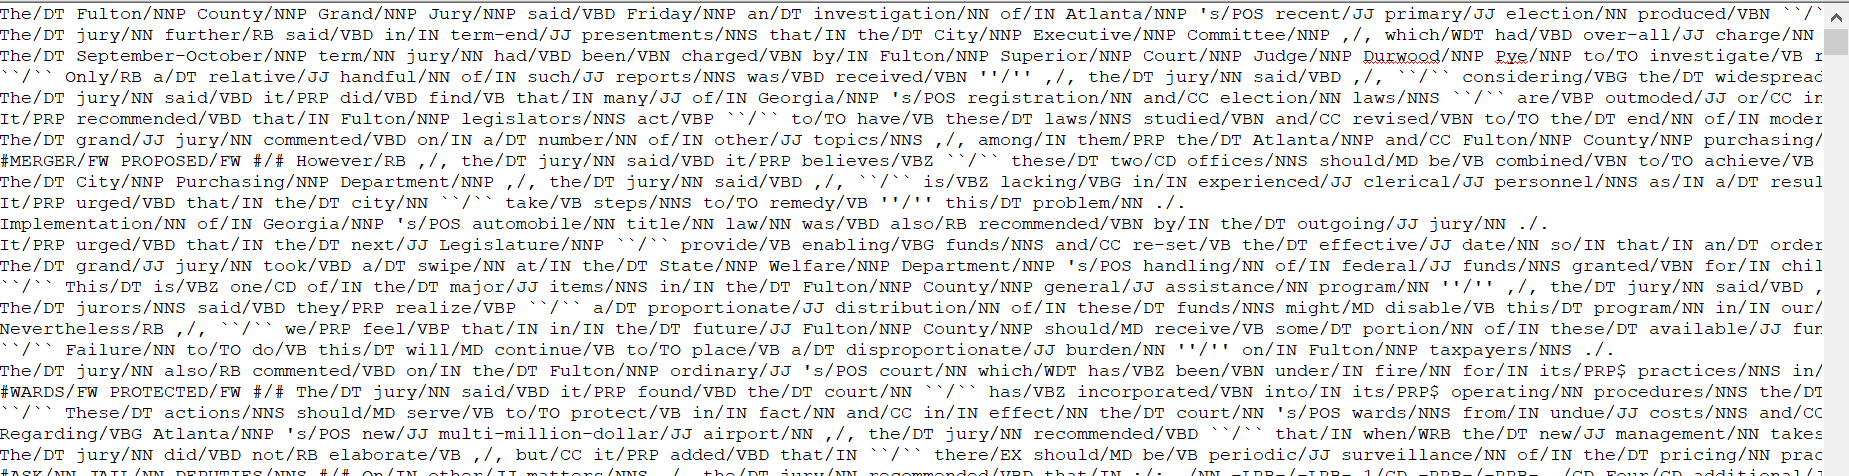 The/DT Fulton/NNP County/NNP Grand/NNP Jury/NNP said/VBD Friday/NNP an/DT investigation/NN of/IN Atlanta/NNP 's/POS recent/JJ primary/JJ election/NN produced/VBN ``/`
The/DT jury/NN further/RB said/VBD in/IN term-end/JJ presentments/NNS that/IN the/DT City/NNP Executive/NNP Committee/NNP ,/, which/WDT had/VBD over-all/JJ charge/NN
The/DT September-October/NNP term/NN jury/NN had/VBD been/VBN charged/VBN by/IN Fulton/NNP Superior/NNP Court/NNP Judge/NNP Durwood/NNP Pye/NNP to/TO investigate/VB r
``/`` Only/RB a/DT relative/JJ handful/NN of/IN such/JJ reports/NNS was/VBD received/VBN ''/'' ,/, the/DT jury/NN said/VBD ,/, ``/`` considering/VBG the/DT widespread
The/DT jury/NN said/VBD it/PRP did/VBD find/VB that/IN many/JJ of/IN Georgia/NNP 's/POS registration/NN and/CC election/NN laws/NNS ``/`` are/VBP outmoded/JJ or/CC in
It/PRP recommended/VBD that/IN Fulton/NNP legislators/NNS act/VBP ``/`` to/TO have/VB these/DT laws/NNS studied/VBN and/CC revised/VBN to/TO the/DT end/NN of/IN moder
The/DT grand/JJ jury/NN commented/VBD on/IN a/DT number/NN of/IN other/JJ topics/NNS ,/, among/IN them/PRP the/DT Atlanta/NNP and/CC Fulton/NNP County/NNP purchasing/
#MERGER/FW PROPOSED/FW #/# However/RB ,/, the/DT jury/NN said/VBD it/PRP believes/VBZ ``/`` these/DT two/CD offices/NNS should/MD be/VB combined/VBN to/TO achieve/VB
The/DT City/NNP Purchasing/NNP Department/NNP ,/, the/DT jury/NN said/VBD ,/, ``/`` is/VBZ lacking/VBG in/IN experienced/JJ clerical/JJ personnel/NNS as/IN a/DT resul
It/PRP urged/VBD that/IN the/DT city/NN ``/`` take/VB steps/NNS to/TO remedy/VB ''/'' this/DT problem/NN ./.
Implementation/NN of/IN Georgia/NNP 's/POS automobile/NN title/NN law/NN was/VBD also/RB recommended/VBN by/IN the/DT outgoing/JJ jury/NN ./.
It/PRP urged/VBD that/IN the/DT next/JJ Legislature/NNP ``/`` provide/VB enabling/VBG funds/NNS and/CC re-set/VB the/DT effective/JJ date/NN so/IN that/IN an/DT order
The/DT grand/JJ jury/NN took/VBD a/DT swipe/NN at/IN the/DT State/NNP Welfare/NNP Department/NNP 's/POS handling/NN of/IN federal/JJ funds/NNS granted/VBN for/IN chil
``/`` This/DT is/VBZ one/CD of/IN the/DT major/JJ items/NNS in/IN the/DT Fulton/NNP County/NNP general/JJ assistance/NN program/NN ''/'' ,/, the/DT jury/NN said/VBD ,
The/DT jurors/NNS said/VBD they/PRP realize/VBP ``/`` a/DT proportionate/JJ distribution/NN of/IN these/DT funds/NNS might/MD disable/VB this/DT program/NN in/IN our/
Nevertheless/RB ,/, ``/`` we/PRP feel/VBP that/IN in/IN the/DT future/JJ Fulton/NNP County/NNP should/MD receive/VB some/DT portion/NN of/IN these/DT available/JJ fun
``/`` Failure/NN to/TO do/VB this/DT will/MD continue/VB to/TO place/VB a/DT disproportionate/JJ burden/NN ''/'' on/IN Fulton/NNP taxpayers/NNS ./.
The/DT jury/NN also/RB commented/VBD on/IN the/DT Fulton/NNP ordinary/JJ 's/POS court/NN which/WDT has/VBZ been/VBN under/IN fire/NN for/IN its/PRP$ practices/NNS in/
#WARDS/FW PROTECTED/FW #/# The/DT jury/NN said/VBD it/PRP found/VBD the/DT court/NN ``/`` has/VBZ incorporated/VBN into/IN its/PRP$ operating/NN procedures/NNS the/DT
``/`` These/DT actions/NNS should/MD serve/VB to/TO protect/VB in/IN fact/NN and/CC in/IN effect/NN the/DT court/NN 's/POS wards/NNS from/IN undue/JJ costs/NNS and/CC
Regarding/VBG Atlanta/NNP 's/POS new/JJ multi-million-dollar/JJ airport/NN ,/, the/DT jury/NN recommended/VBD ``/`` that/IN when/WRB the/DT new/JJ management/NN takes
The/DT jury/NN did/VBD not/RB elaborate/VB ,/, but/CC it/PRP added/VBD that/IN ``/`` there/EX should/MD be/VB periodic/JJ surveillance/NN of/IN the/DT pricing/NN prac
#ASK/NN JAIL/NN DEPUTIES/NNS #/# On/IN other/JJ matters/NNS ,/, the/DT jury/NN recommended/VBD that/IN :/: